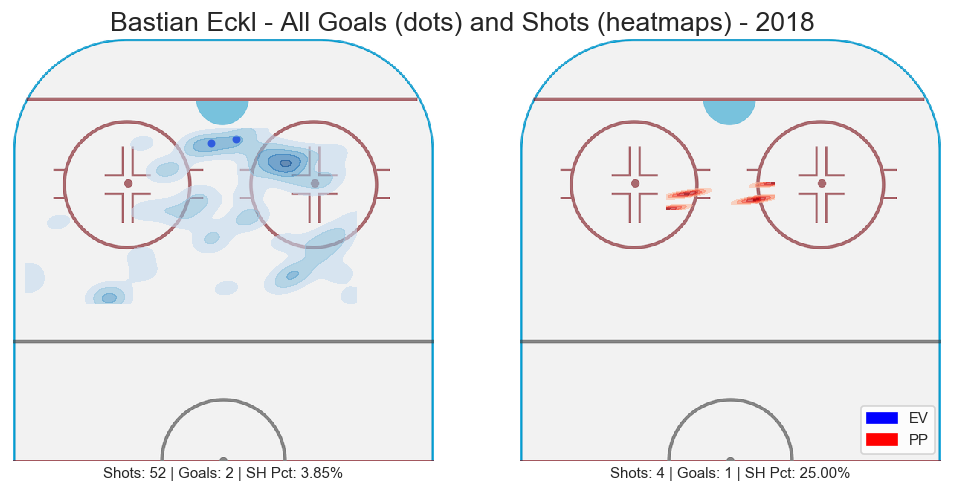 Bastian Eckl - All Goals (dots) and Shots (heatmaps) - 2018
EV
PP
Shots: 52 | Goals: 2 | SH Pct: 3.85%
Shots: 4 | Goals: 1 | SH Pct: 25.00%